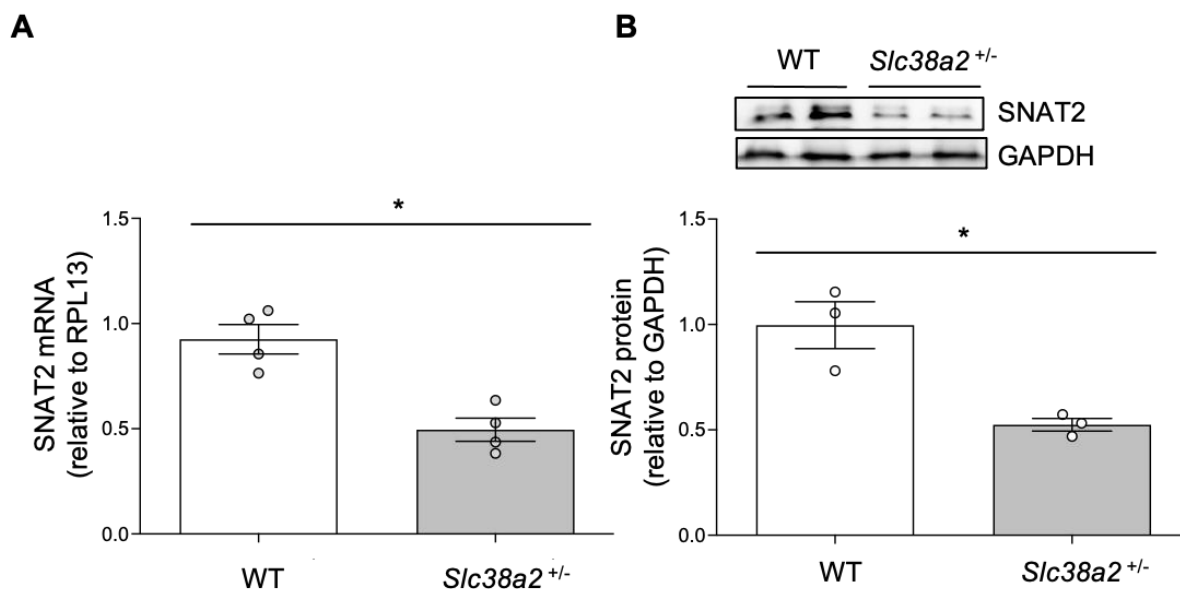 A
B
WT Slc38a2 +/-
SNAT2
GAPDH
SNAT2 mRNA
(relative to RPL13)
1.5
1.0
0.5
0.0
*
WT Slc38a2 +/-
SNAT2 protein
(relative to GAPDH)
1.5
1.0
0.5
0.0
*
WT Slc38a2 +/-